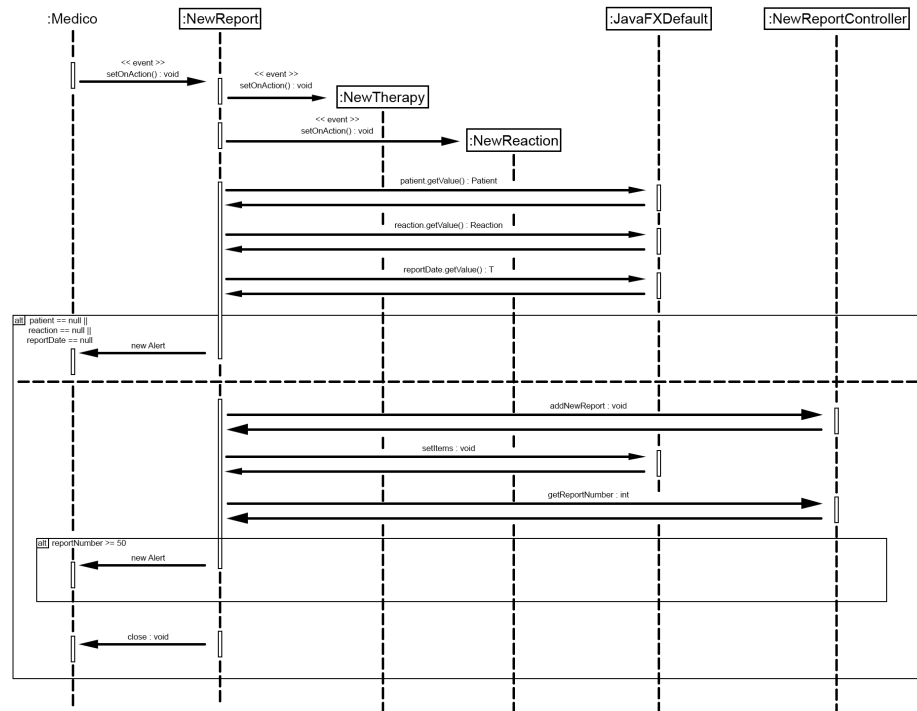 :Medico
:NewReport
:JavaFXDefault
:NewReportController
<< event >>
setOnAction() : void
<< event >>
setOnAction() : void
:NewTherapy
<< event >>
setOnAction() : void
:NewReaction
patient.getValue() : Patient
reaction.getValue() : Reaction
reportDate.getValue() : T
alt patient == null ||
reaction == null ||
reportDate == null
new Alert
addNewReport : void
setItems : void
getReportNumber : int
alt reportNumber >= 50
new Alert
close : void